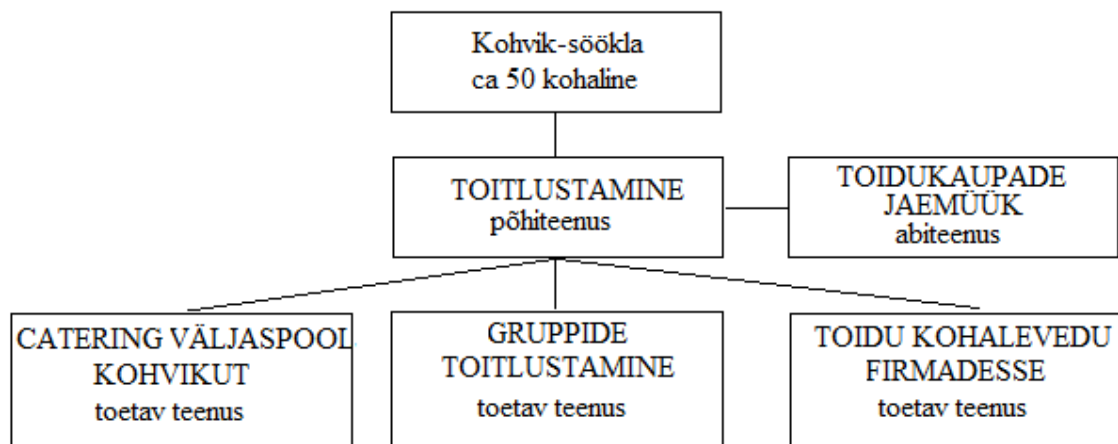 Kohvik-söökla
ca 50 kohaline
TOITLUSTAMINE
põhiteenus
TOIDUKAUPADE
JAEMÜÜK
abiteenus
CATERING VÄLJASPOOL
KOHVIKUT
toetav teenus
GRUPPIDE
TOITLUSTAMINE
toetav teenus
TOIDU KOHALEVEDU
FIRMADESSE
toetav teenus